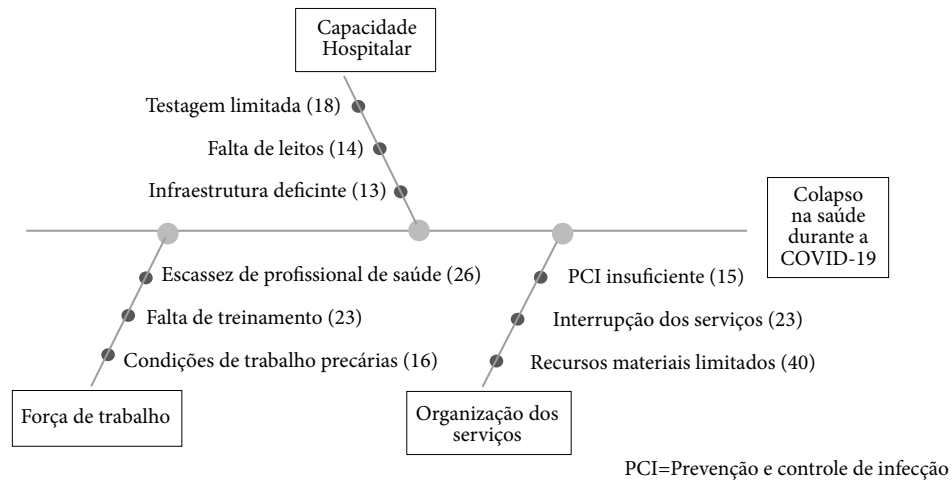 Capacidade
Hospitalar
Testagem limitada (18)
Falta de leitos (14)
Infraestrutura deficinte (13)
Colapso
na saúde
durante a
COVID-19
Escassez de profissional de saúde (26)
Falta de treinamento (23)
Condições de trabalho precárias (16)
Força de trabalho
PCI insuficiente (15)
Interrupção dos serviços (23)
Recursos materiais limitados (40)
Organização dos
serviços
PCI=Prevenção e controle de infecção